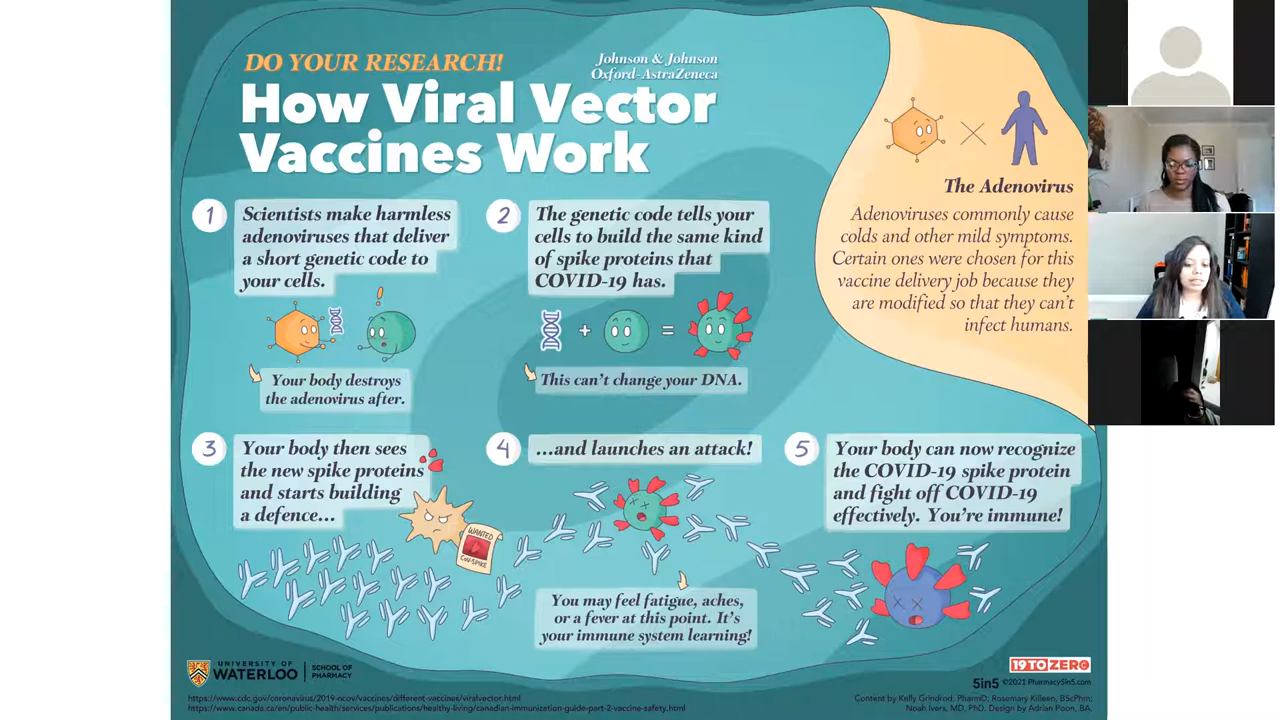 DO YOUR RESEARCH!
Johnson & Johnson
Oxford-AstraZeneca
How Viral Vector
Vaccines Work
The Adenovirus
Adenoviruses commonly cause
colds and other mild symptoms.
Certain ones were chosen for this
vaccine delivery job because they
are modified so that they can't
infect humans.
1
Scientists make harmless
adenoviruses that deliver
a short genetic code to
your cells.
Your body destroys
the adenovirus after.
2
The genetic code tells your
cells to build the same kind
of spike proteins that
COVID-19 has.
+ =
This can't change your DNA.
3
Your body then sees
the new spike proteins
and starts building
a defence...
WANTED
COV-SPIKE
4
...and launches an attack!
You may feel fatigue, aches,
or a fever at this point. It's
your immune system learning!
5
Your body can now recognize
the COVID-19 spike protein
and fight off COVID-19
effectively. You're immune!
UNIVERSITY OF
WATERLOO
SCHOOL OF
PHARMACY
https://www.cdc.gov/coronavirus/2019-ncov/vaccines/different-vaccines/viralvector.html
https://www.canada.ca/en/public-health/services/publications/healthy-living/canadian-immunization-guide-part-2-vaccine-safety.html
19TOZERO
5in5 ©2021 Pharmacy5in5.com
Content by Kelly Grindrod, PharmD; Rosemary Killeen, BScPhm;
Noah Ivers, MD, PhD. Design by Adrian Poon, BA.